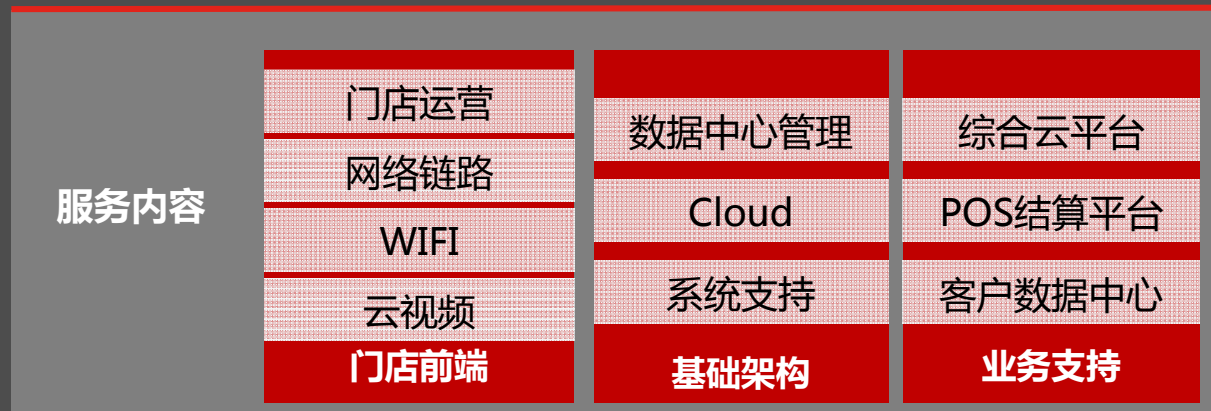 服务内容
门店运营
网络链路
WIFI
云视频
门店前端
数据中心管理
Cloud
系统支持
基础架构
综合云平台
POS结算平台
客户数据中心
业务支持